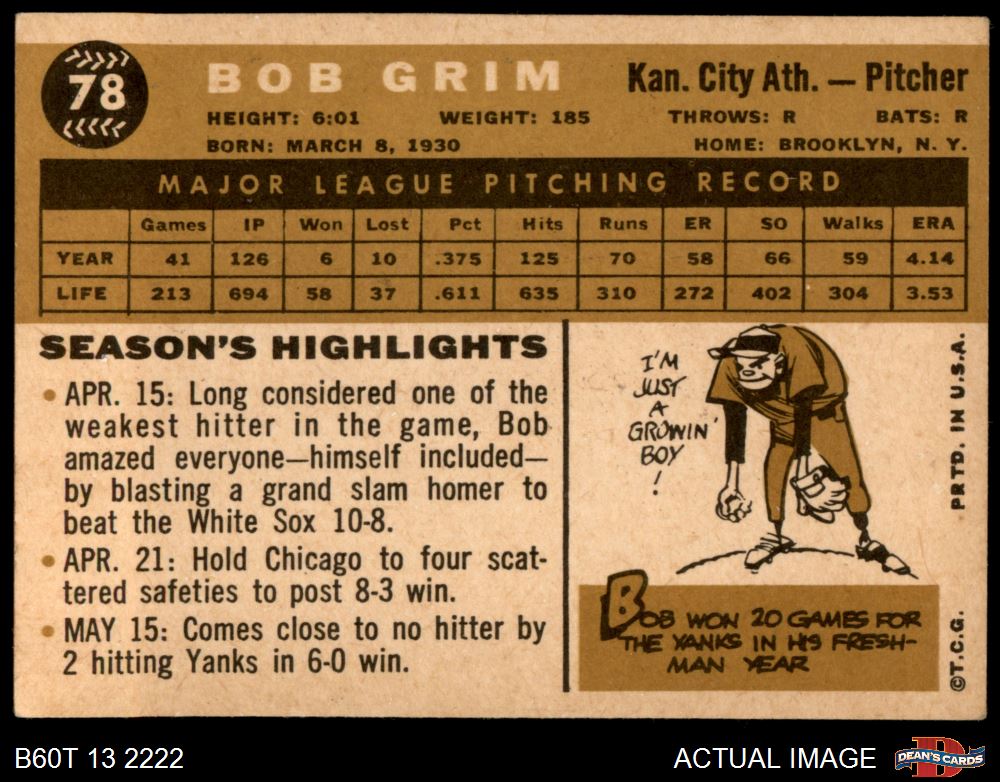 78
BOB GRIM
Kan. City Ath. — Pitcher
HEIGHT: 6:01 WEIGHT: 185 THROWS: R BATS: R
BORN: MARCH 8, 1930 HOME: BROOKLYN, N. Y.
MAJOR LEAGUE PITCHING RECORD
Games IP Won Lost Pct Hits Runs ER SO Walks ERA
YEAR 41 126 6 10 .375 125 70 58 66 59 4.14
LIFE 213 694 58 37 .611 635 310 272 402 304 3.53
SEASON'S HIGHLIGHTS
• APR. 15: Long considered one of the
weakest hitter in the game, Bob
amazed everyone—himself included—
by blasting a grand slam homer to
beat the White Sox 10-8.
• APR. 21: Hold Chicago to four scat-
tered safeties to post 8-3 win.
• MAY 15: Comes close to no hitter by
2 hitting Yanks in 6-0 win.
I'M
JUST
A
GROWIN'
BOY
!
BOB WON 20 GAMES FOR
THE YANKS IN HIS FRESH-
MAN YEAR
PRTD. IN U.S.A.
©T.C.G.
B60T 13 2222
ACTUAL IMAGE
D
DEAN'S CARDS